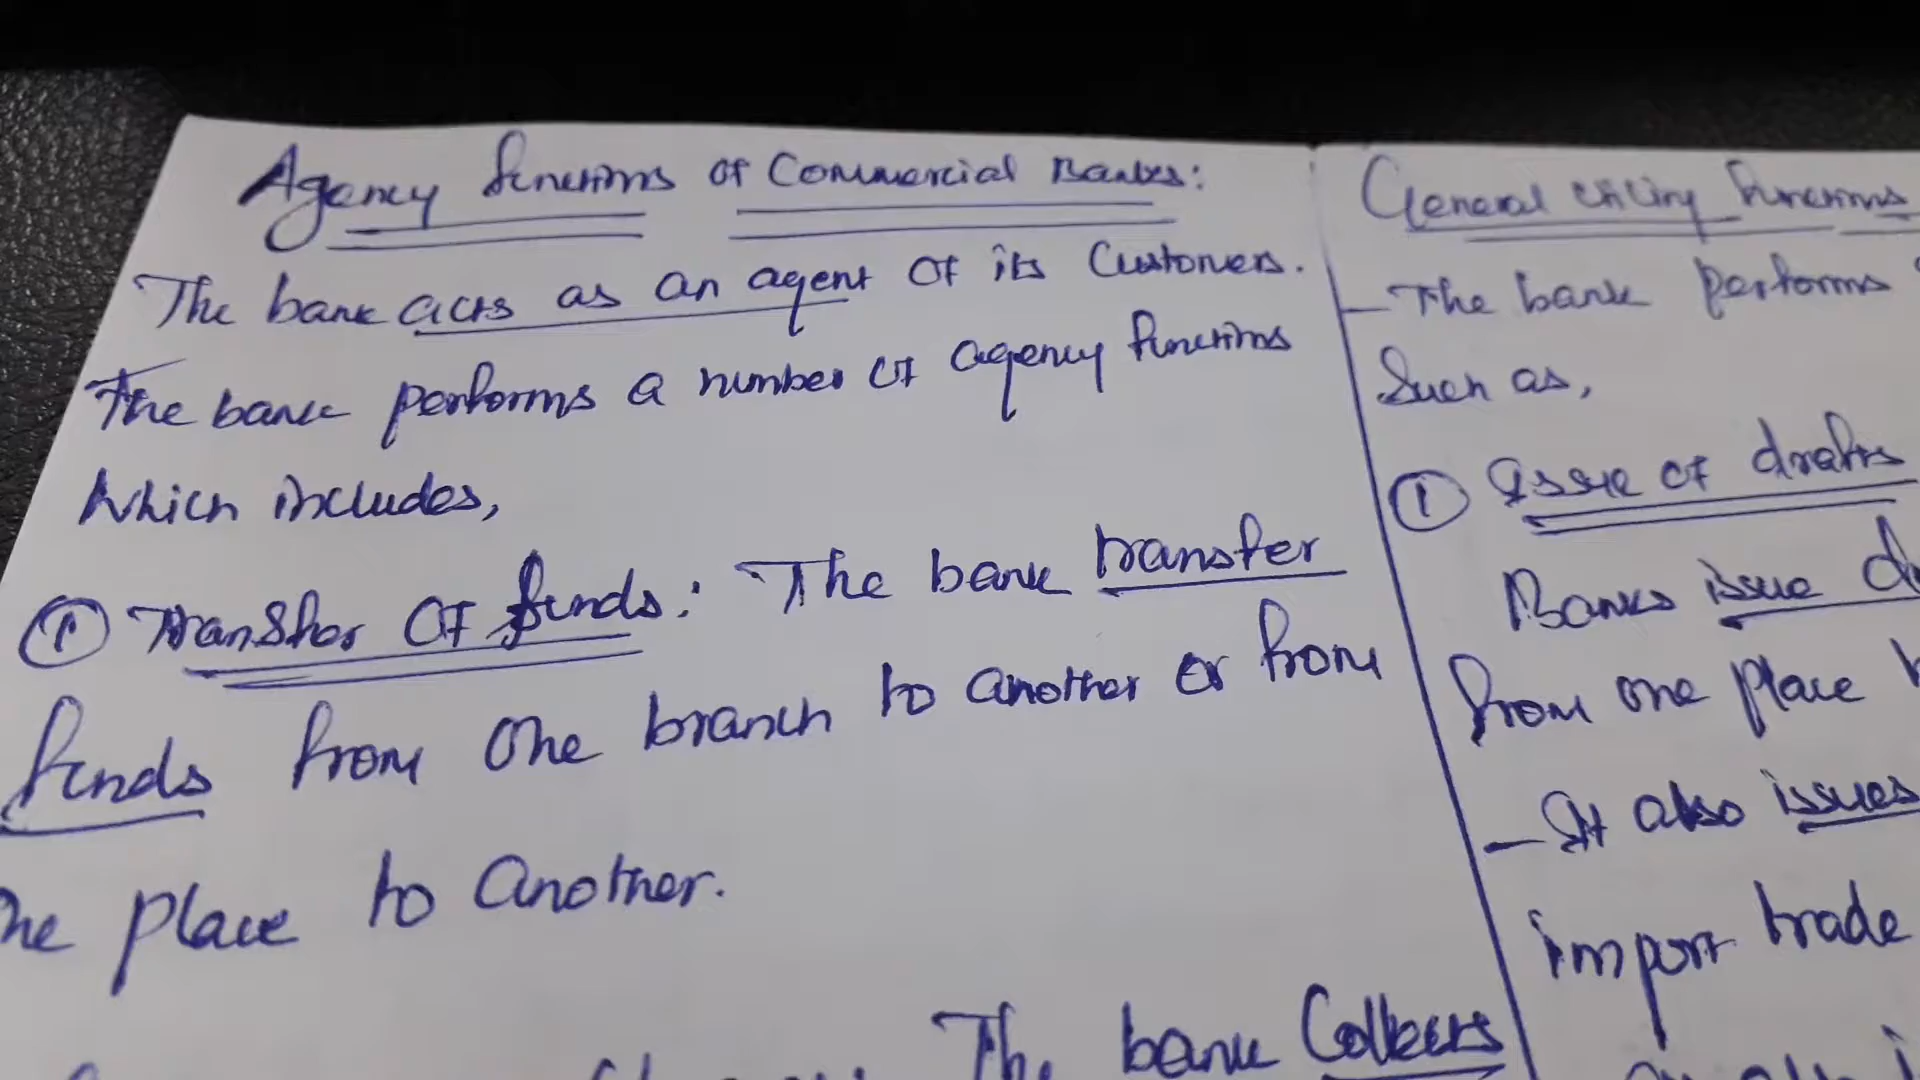 Agency functions of Commercial Banks:
The bank acts as an agent of its Customers.
The bank performs a number of agency functions
which includes,
① Transfer of funds: The bank transfer
funds from one branch to another or from
one place to another.
The bank Collects
General utility functions
- The bank performs
Such as,
① Issue of drafts
Banks issue
from one place
- It also issues
import trade